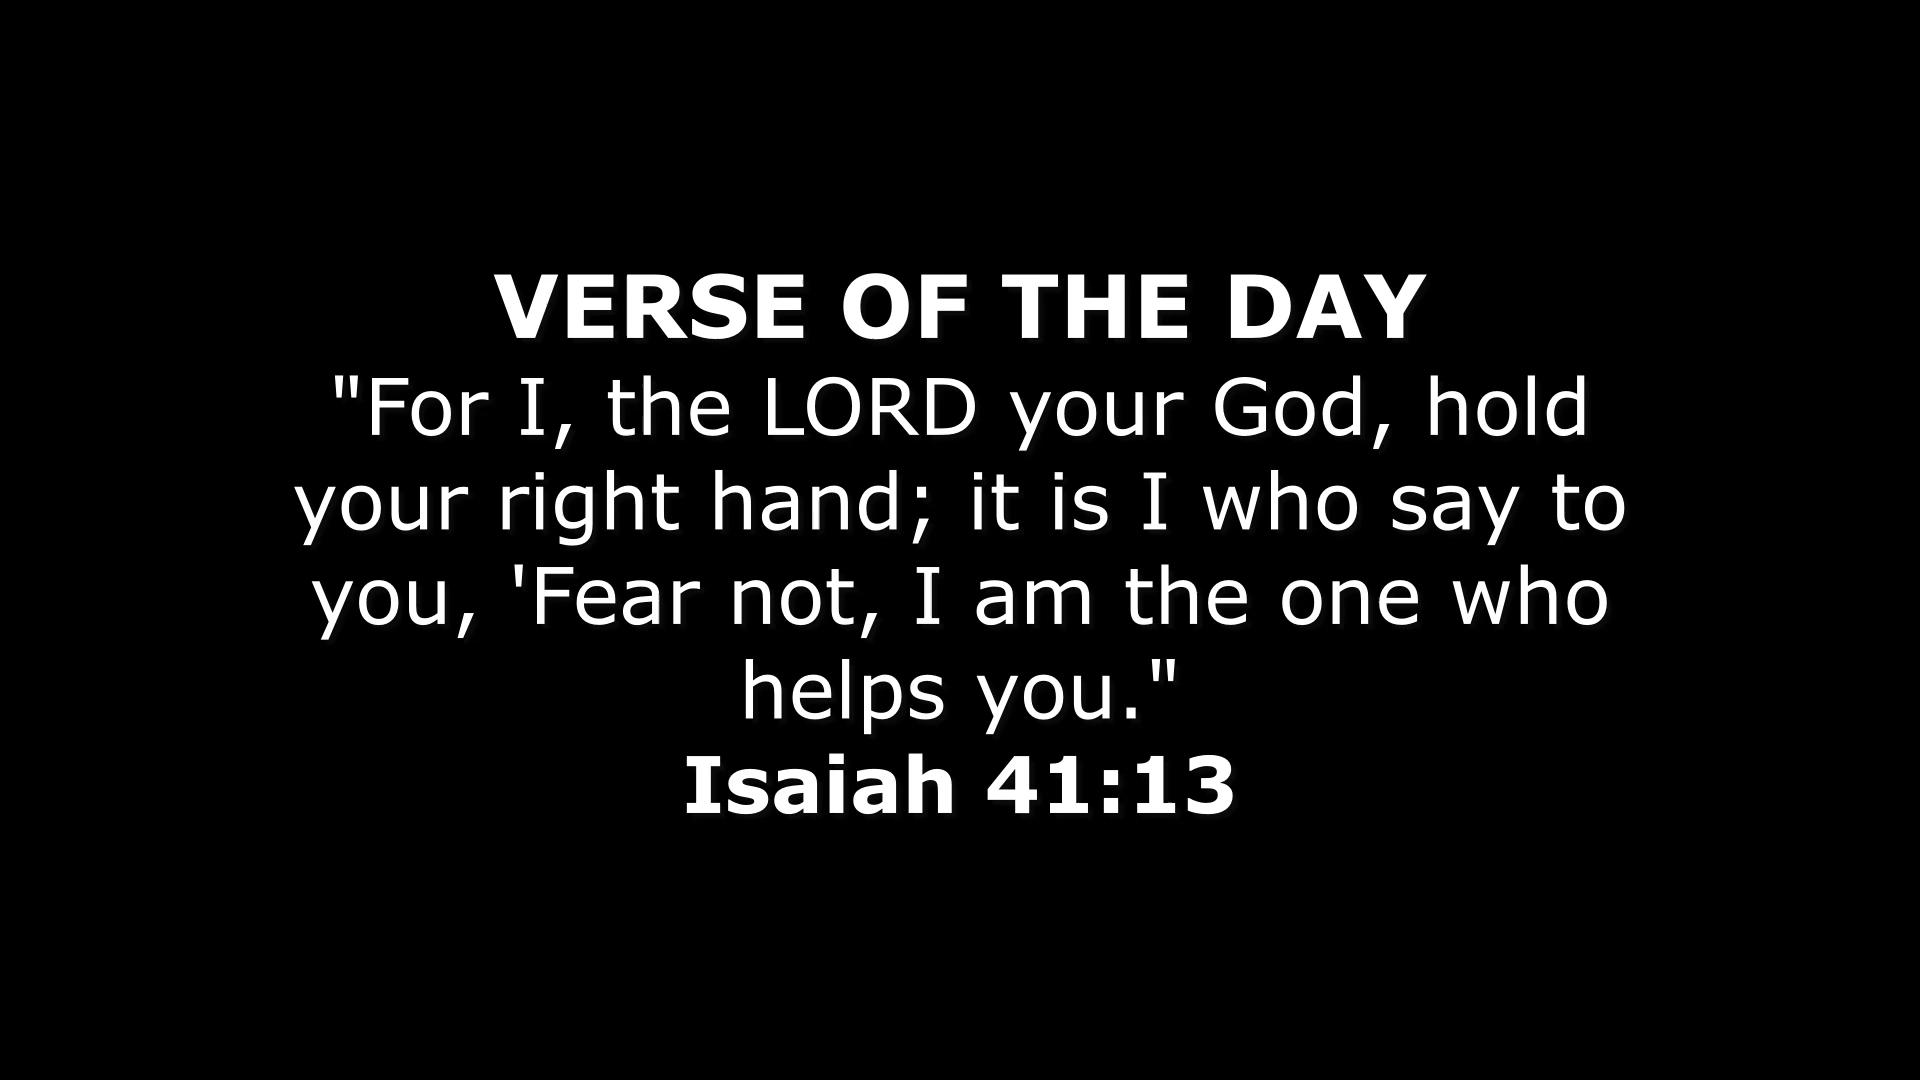 VERSE OF THE DAY
"For I, the LORD your God, hold
your right hand; it is I who say to
you, 'Fear not, I am the one who
helps you."
Isaiah 41:13